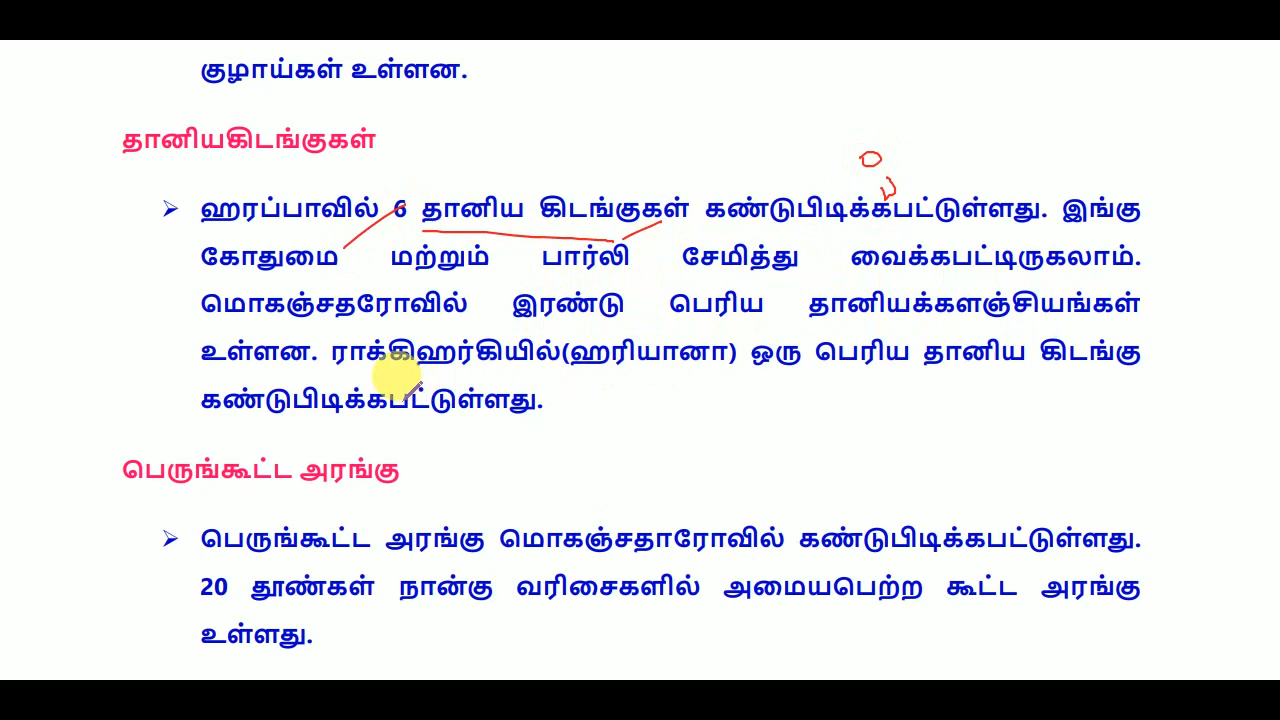 குழாய்கள் உள்ளன.
தானியகிடங்குகள்
➢ ஹரப்பாவில் 6 தானிய கிடங்குகள் கண்டுபிடிக்கபட்டுள்ளது. இங்கு
கோதுமை மற்றும் பார்லி சேமித்து வைக்கபட்டிருகலாம்.
மொகஞ்சதரோவில் இரண்டு பெரிய தானியக்களஞ்சியங்கள்
உள்ளன. ராக்கிஹர்கியில்(ஹரியானா) ஒரு பெரிய தானிய கிடங்கு
கண்டுபிடிக்கபட்டுள்ளது.
பெருங்கூட்ட அரங்கு
➢ பெருங்கூட்ட அரங்கு மொகஞ்சதாரோவில் கண்டுபிடிக்கபட்டுள்ளது.
20 தூண்கள் நான்கு வரிசைகளில் அமையபெற்ற கூட்ட அரங்கு
உள்ளது.